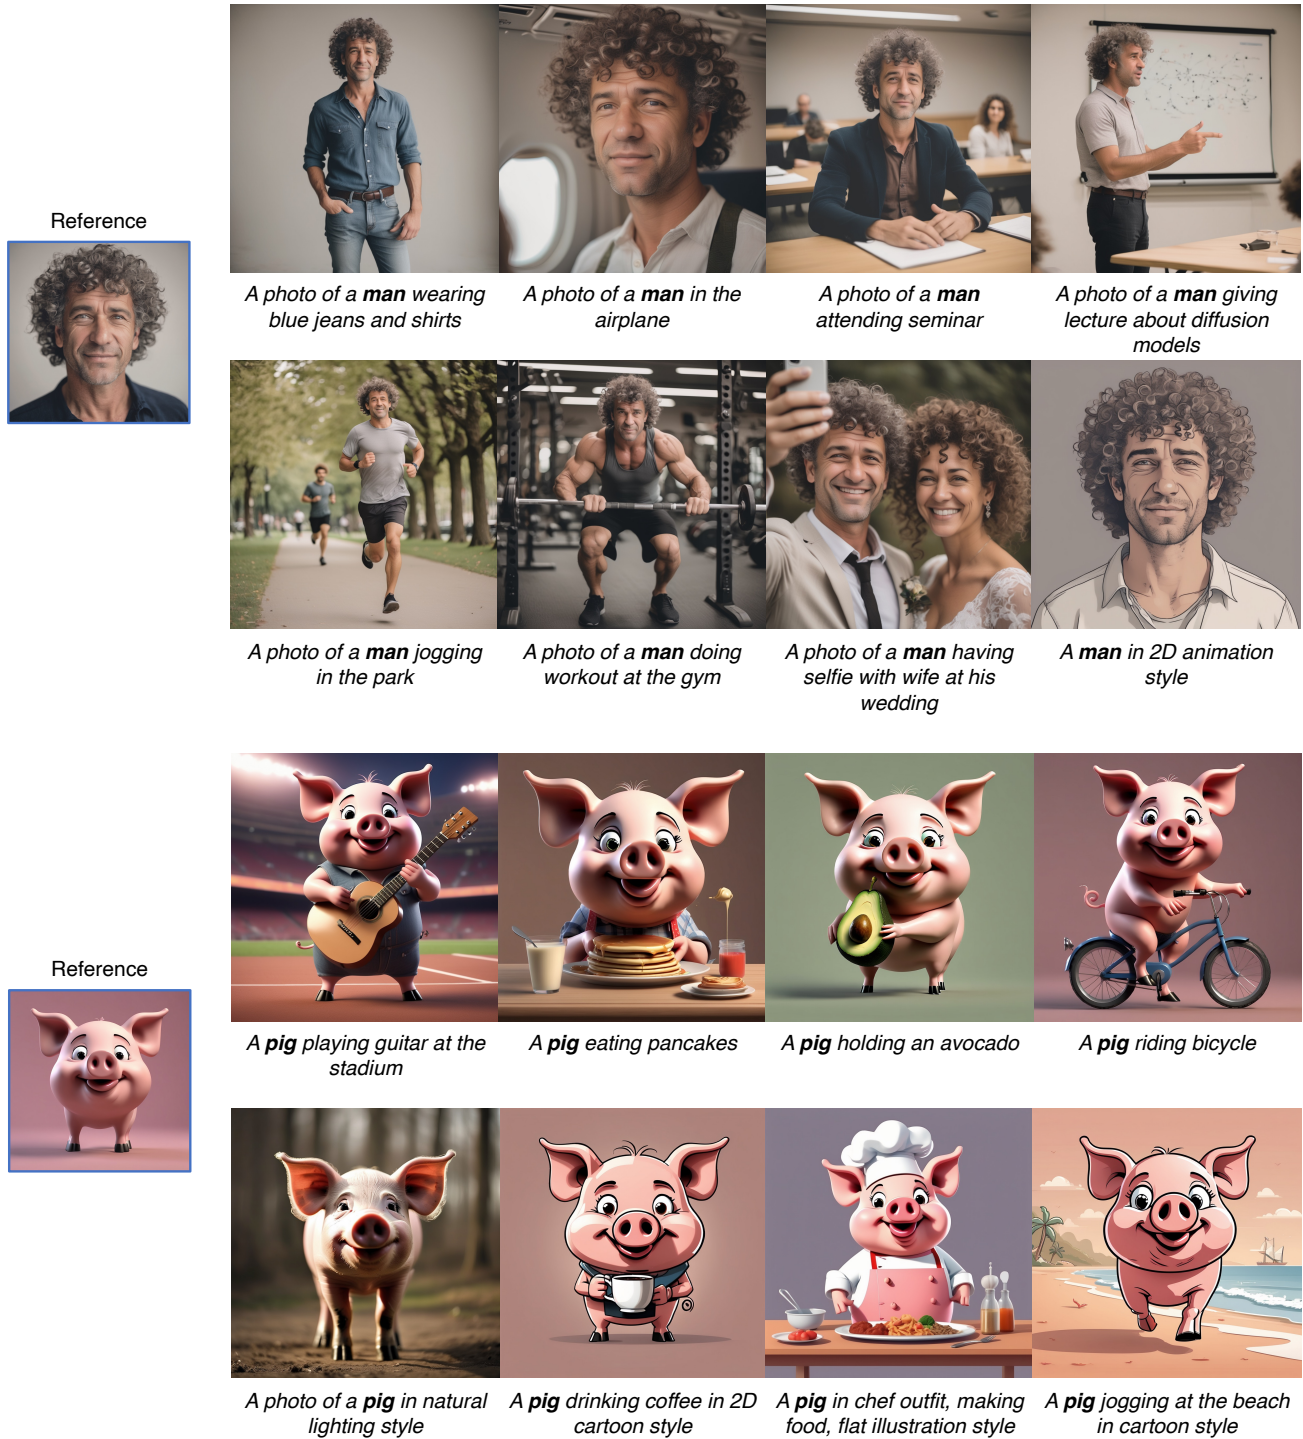 Reference
A photo of a man wearing
blue jeans and shirts
A photo of a man in the
airplane
A photo of a man
attending seminar
A photo of a man giving
lecture about diffusion
models
A photo of a man jogging
in the park
A photo of a man doing
workout at the gym
A photo of a man having
selfie with wife at his
wedding
A man in 2D animation
style
Reference
A pig playing guitar at the
stadium
A pig eating pancakes
A pig holding an avocado
A pig riding bicycle
A photo of a pig in natural
lighting style
A pig drinking coffee in 2D
cartoon style
A pig in chef outfit, making
food, flat illustration style
A pig jogging at the beach
in cartoon style